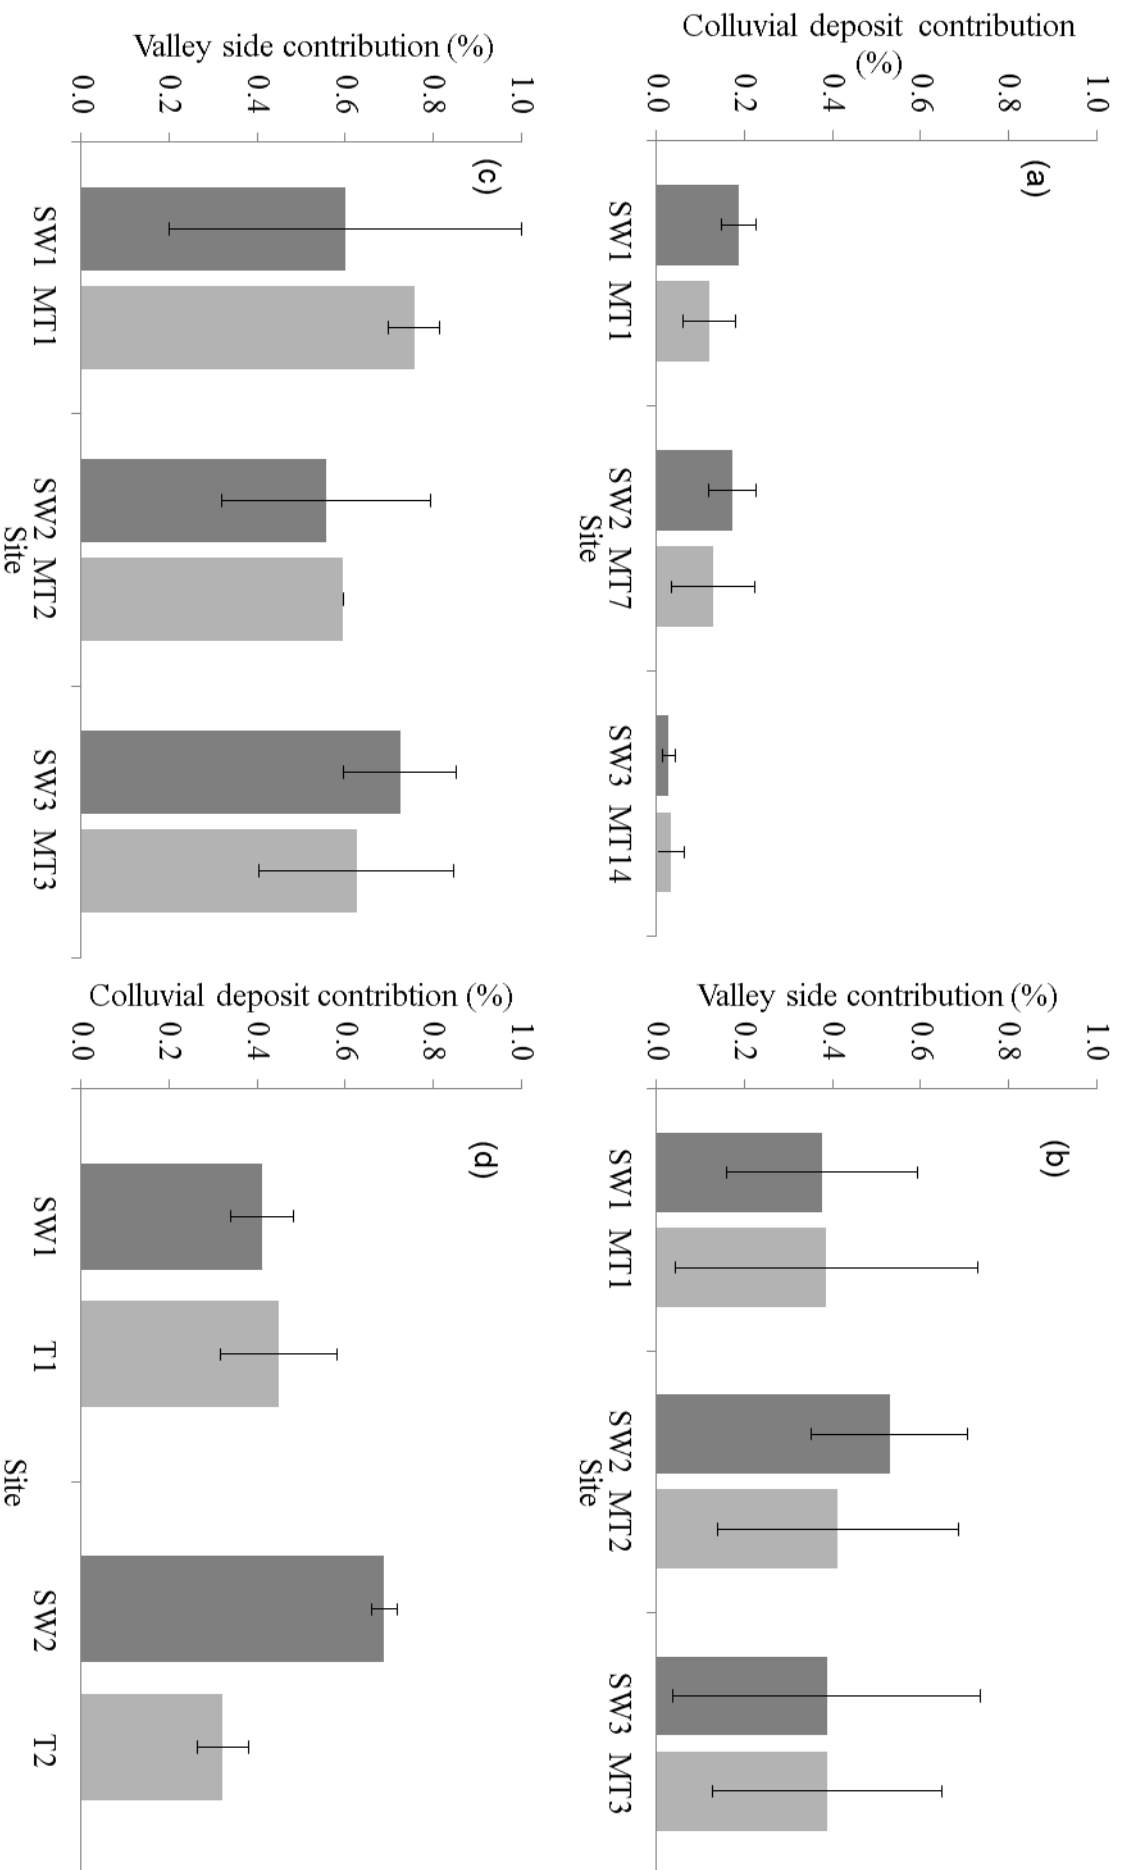 Colluvial deposit contribution
(%)
1.0
0.8
0.6
0.4
0.2
0.0
(a)
SW1 MT1 SW2 MT7 SW3 MT14
Site
Valley side contribution (%)
1.0
0.8
0.6
0.4
0.2
0.0
(b)
SW1 MT1 SW2 MT2 SW3 MT3
Site
Valley side contribution (%)
1.0
0.8
0.6
0.4
0.2
0.0
(c)
SW1 MT1 SW2 MT2 SW3 MT3
Site
Colluvial deposit contribtion (%)
1.0
0.8
0.6
0.4
0.2
0.0
(d)
SW1 T1 SW2 T2
Site